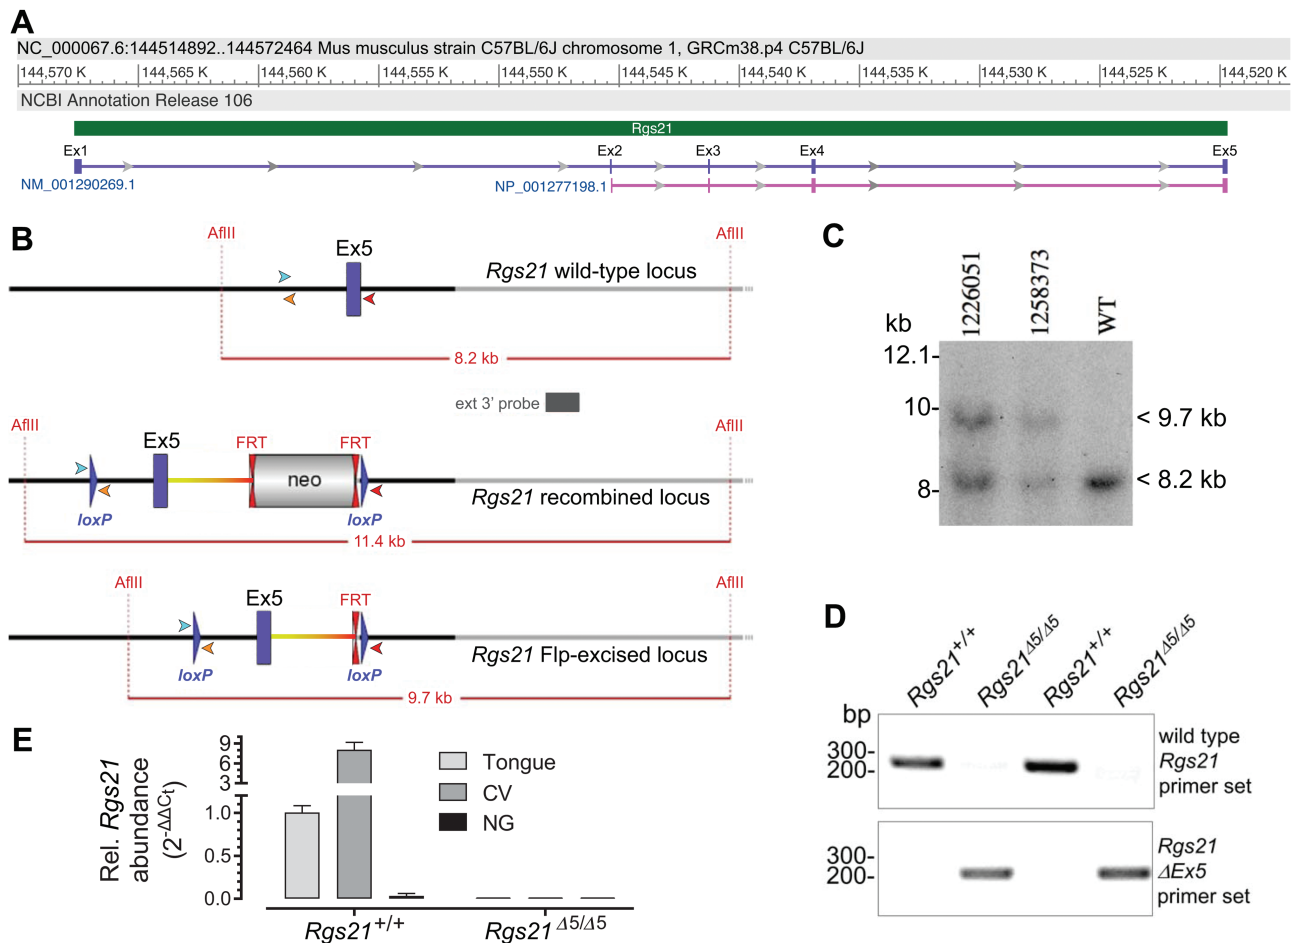 A
NC_000067.6:144514892..144572464 Mus musculus strain C57BL/6J chromosome 1, GRCm38.p4 C57BL/6J
144,570 K 144,565 K 144,560 K 144,555 K 144,550 K 144,545 K 144,540 K 144,535 K 144,530 K 144,525 K 144,520 K
NCBI Annotation Release 106
Rgs21
Ex1 Ex2 Ex3 Ex4 Ex5
NM_001290269.1 NP_001277198.1
B
AflII AflII
Ex5
Rgs21 wild-type locus
8.2 kb
ext 3' probe
AflII AflII
Ex5 FRT FRT
neo
Rgs21 recombined locus
loxP loxP
11.4 kb
AflII AflII
Ex5 FRT
Rgs21 Flp-excised locus
loxP loxP
9.7 kb
C
kb 1226051 1258373 WT
12.1-
10- < 9.7 kb
8- < 8.2 kb
D
Rgs21+/+ Rgs21Δ5/Δ5 Rgs21+/+ Rgs21Δ5/Δ5
bp
300-
200-
wild type
Rgs21
primer set
300-
200-
Rgs21
ΔEx5
primer set
E
Rel. Rgs21
abundance
(2-ΔΔCt)
9
6
3
1.0
0.5
0.0
Tongue
CV
NG
Rgs21+/+ Rgs21Δ5/Δ5